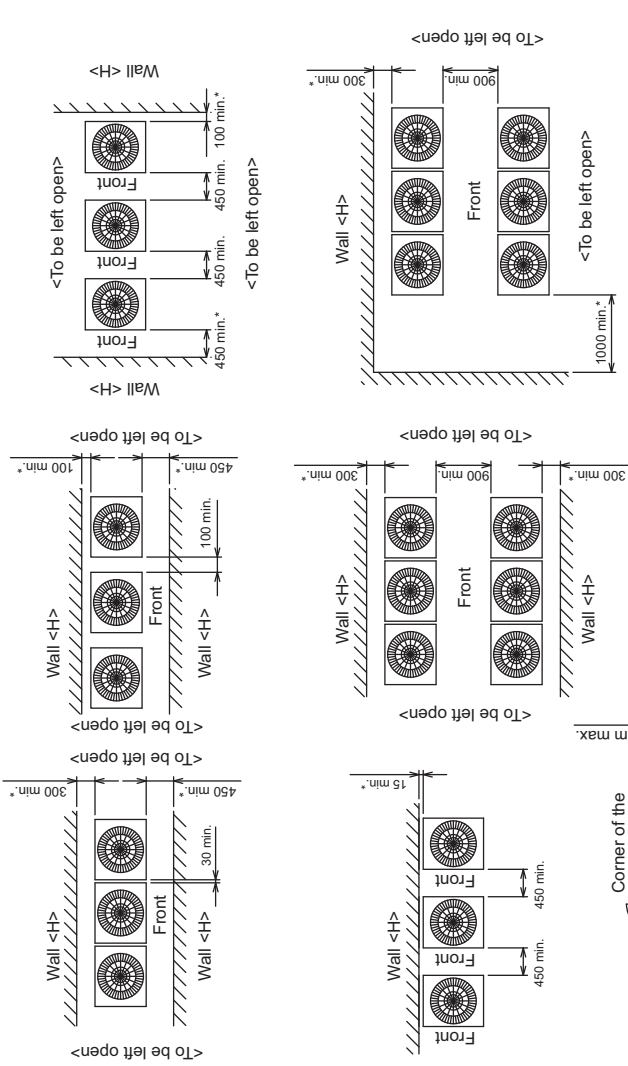 <To be left open>
Wall <H>
Wall <H>
Front
Front
Front
450 min.*
450 min.
450 min.
100 min.*
<To be left open>
<To be left open>
300 min.*
900 min.
Wall <H>
Front
<To be left open>
1000 min.*
<To be left open>
100 min.*
450 min.*
Wall <H>
100 min.
Front
Wall <H>
<To be left open>
<To be left open>
300 min.*
900 min.
Wall <H>
Front
Wall <H>
300 min.*
<To be left open>
<To be left open>
300 min.*
450 min.*
Wall <H>
30 min.
Front
Wall <H>
<To be left open>
15 min.*
Wall <H>
Front
Front
Front
450 min.
450 min.
m max.
Corner of the